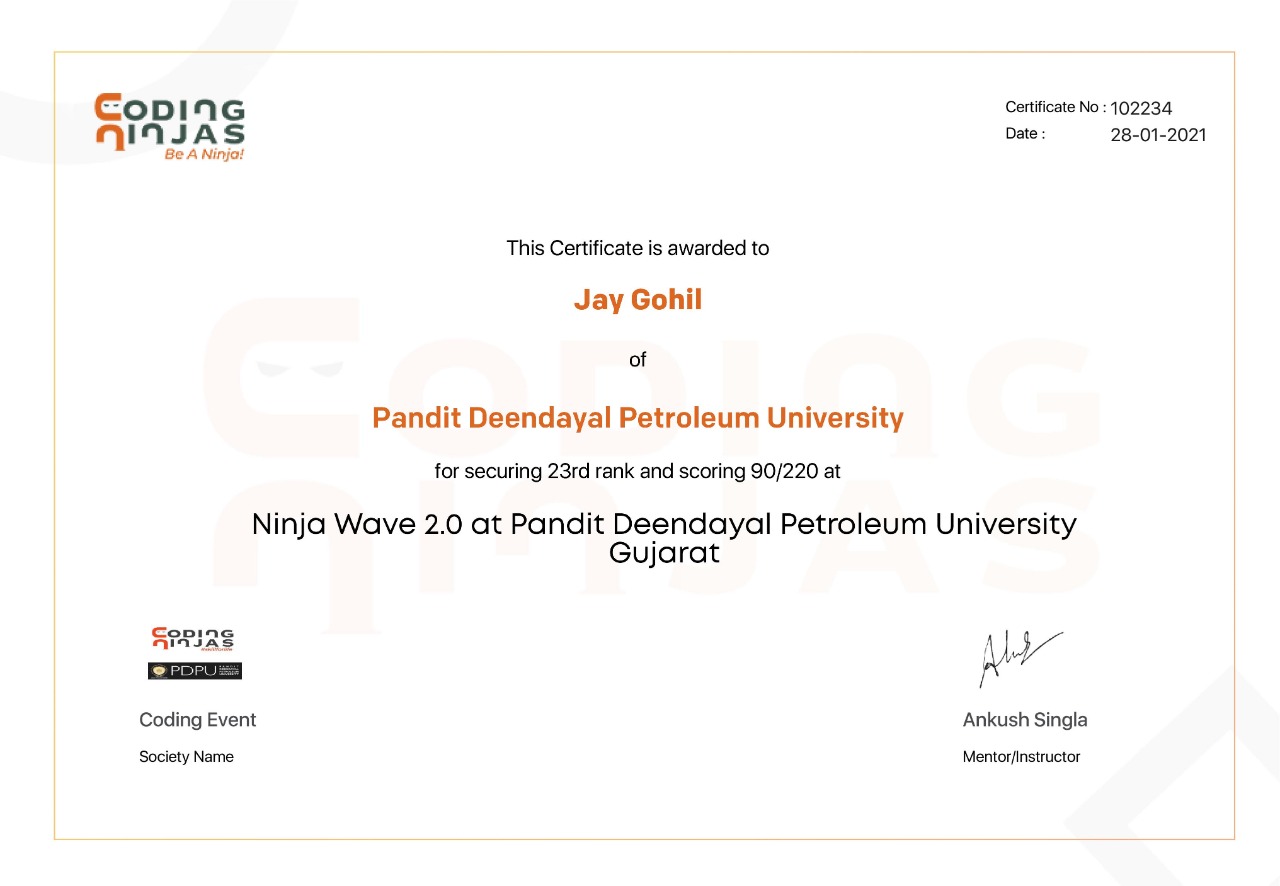 CODING
NINJAS
Be A Ninja!
Certificate No : 102234
Date : 28-01-2021
This Certificate is awarded to
Jay Gohil
of
Pandit Deendayal Petroleum University
for securing 23rd rank and scoring 90/220 at
Ninja Wave 2.0 at Pandit Deendayal Petroleum University
Gujarat
CODING
NINJAS
PDPU
Coding Event
Society Name
Ankush Singla
Mentor/Instructor
CODING
NINJAS